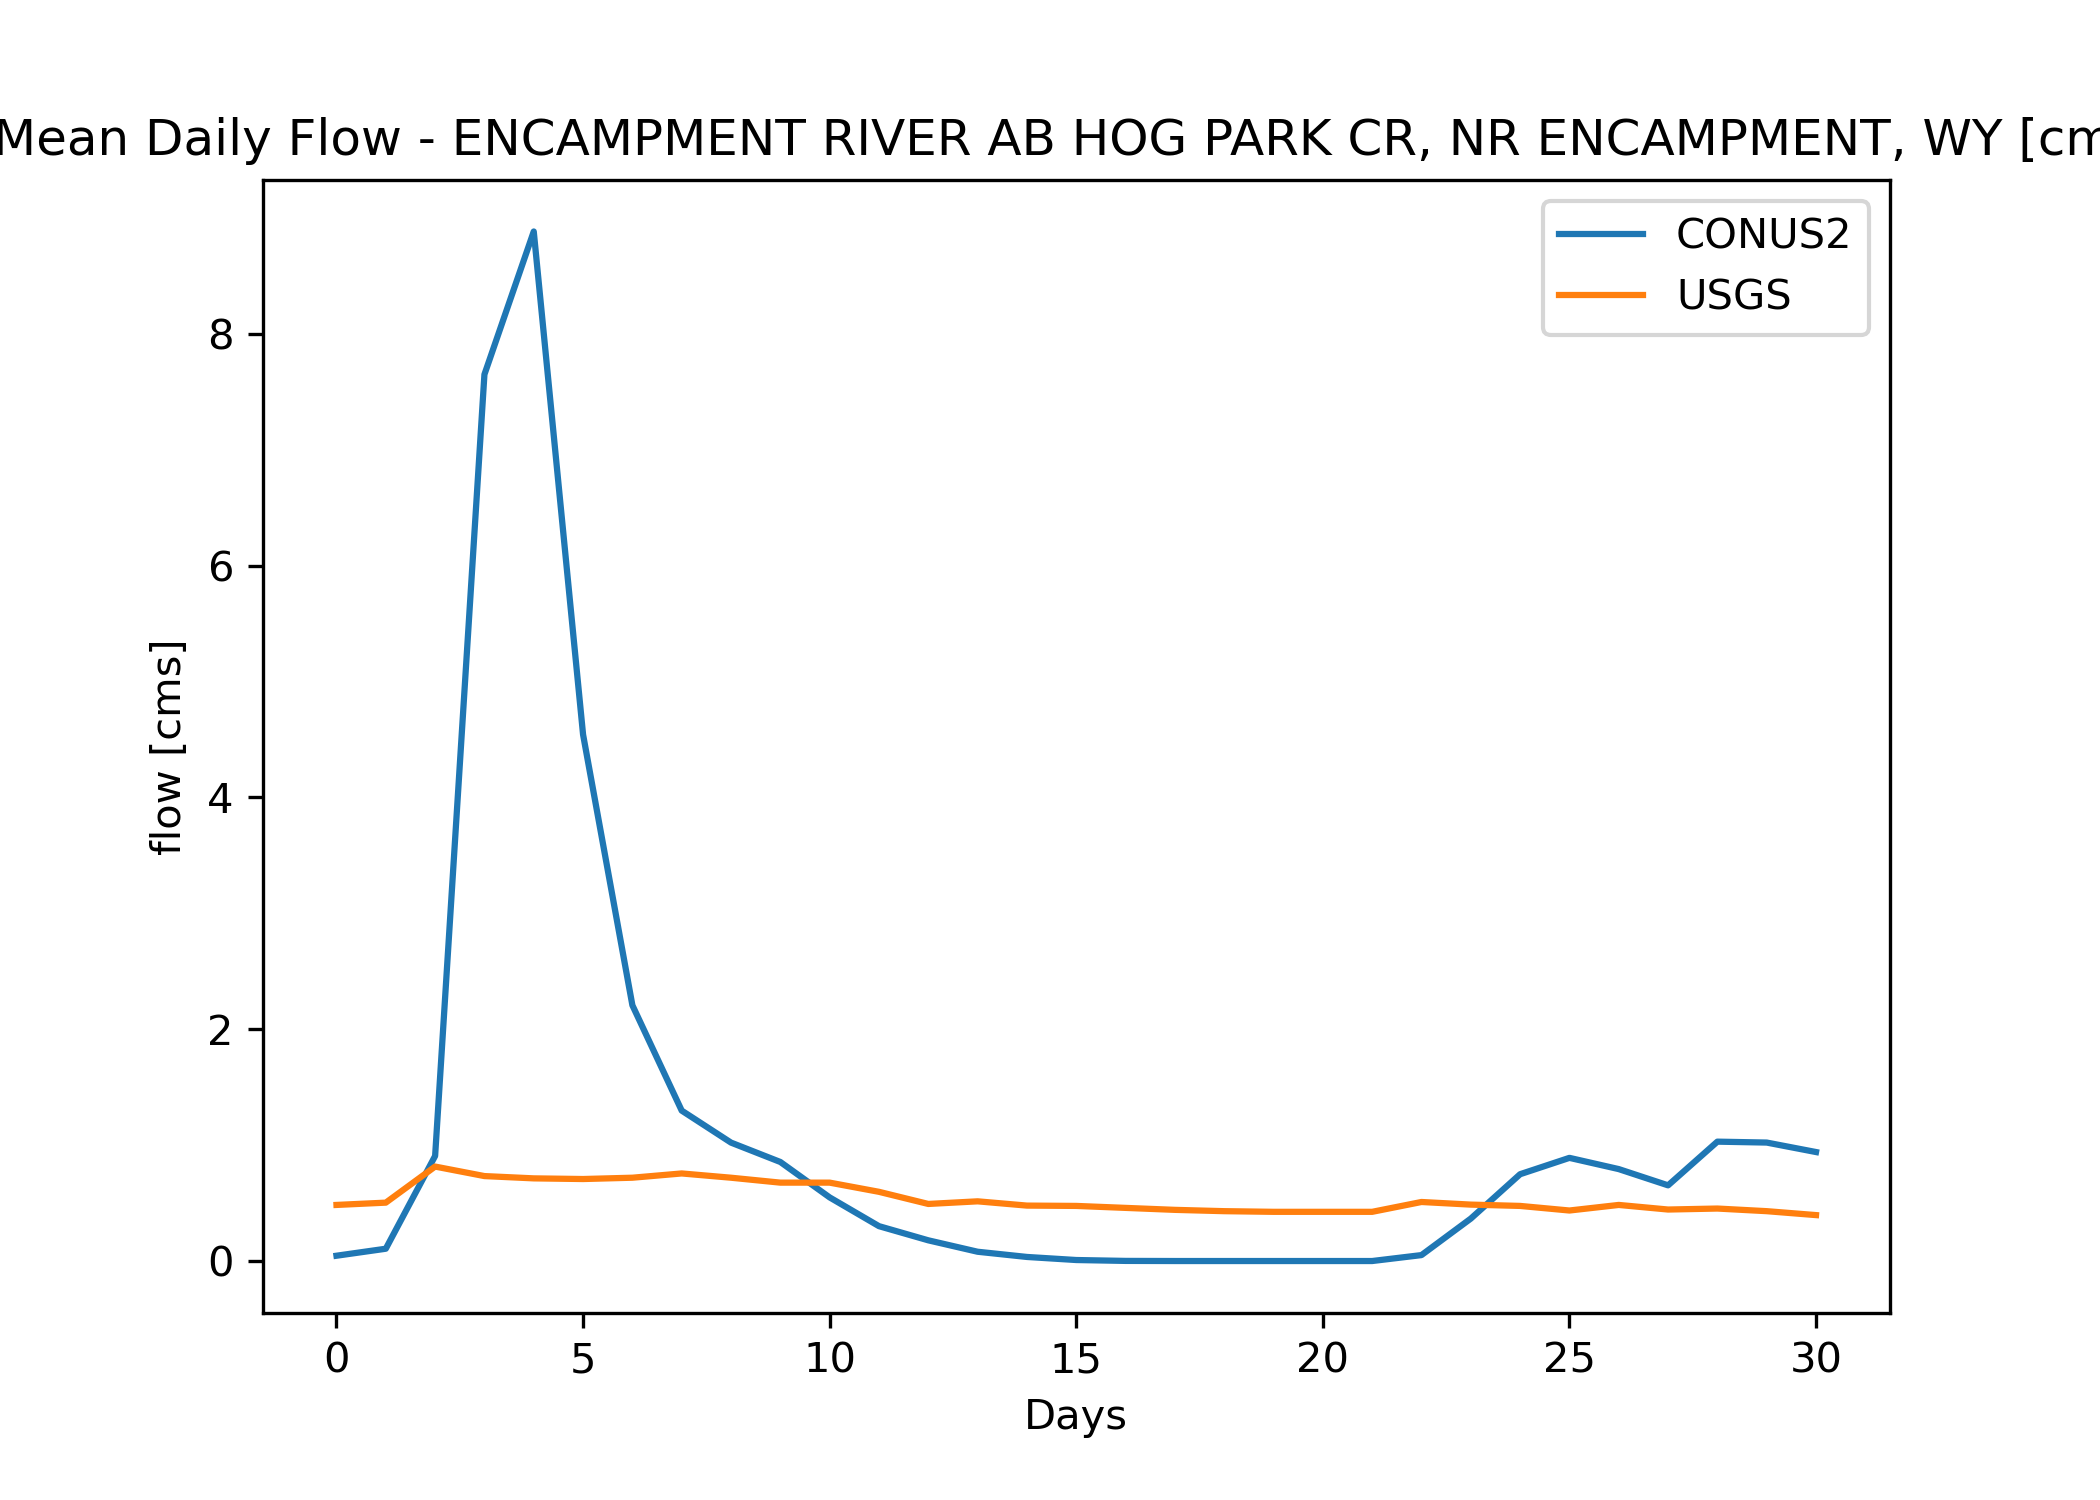 Mean Daily Flow - ENCAMPMENT RIVER AB HOG PARK CR, NR ENCAMPMENT, WY [cm
CONUS2
USGS
8
6
4
2
0
flow [cms]
0 5 10 15 20 25 30
Days